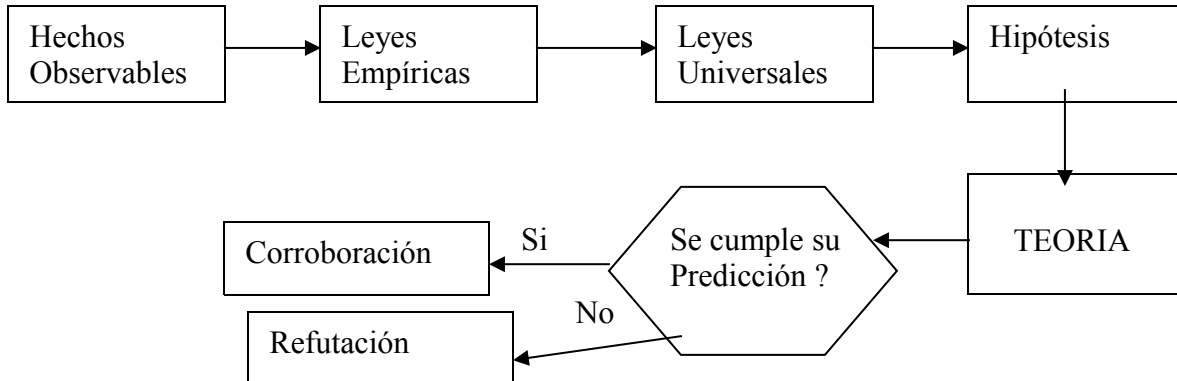 Hechos
Observables
Leyes
Empíricas
Leyes
Universales
Hipótesis
TEORIA
Se cumple su
Predicción ?
Si
Corroboración
No
Refutación